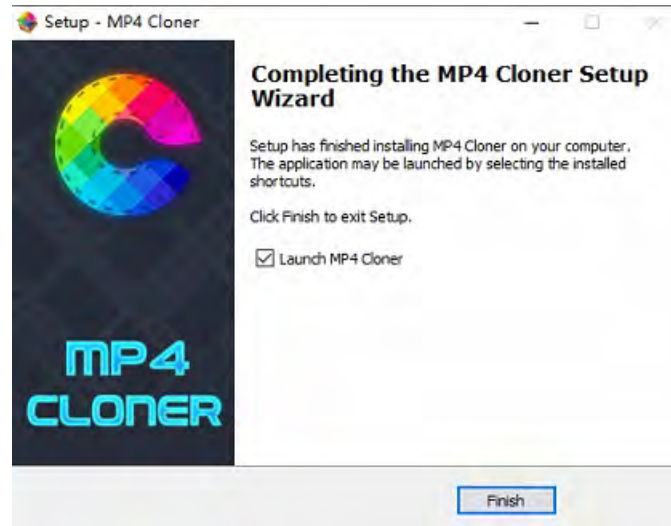 Setup - MP4 Cloner
Completing the MP4 Cloner Setup
Wizard
Setup has finished installing MP4 Cloner on your computer.
The application may be launched by selecting the installed
shortcuts.
Click Finish to exit Setup.
Launch MP4 Cloner
MP4
CLONER
Finish